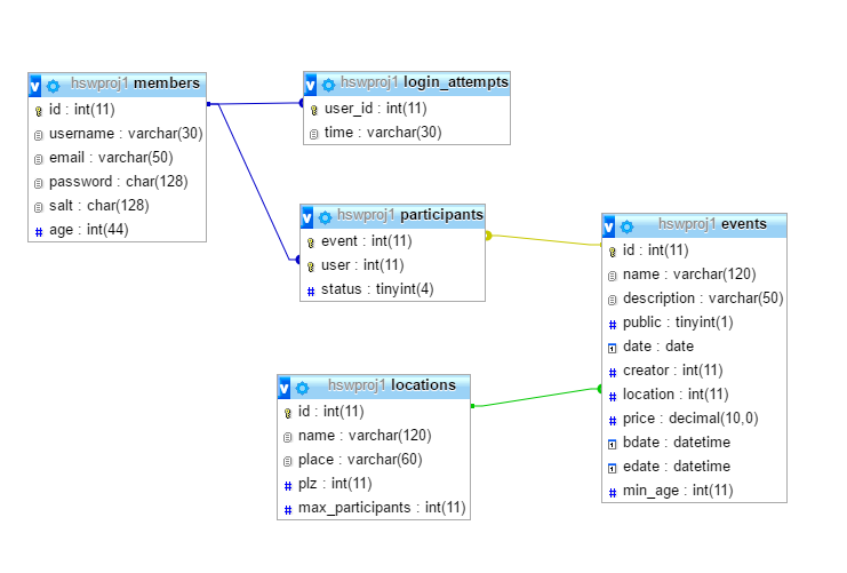 hswproj1 members
id : int(11)
username : varchar(30)
email : varchar(50)
password : char(128)
salt : char(128)
age : int(44)
hswproj1 login_attempts
user_id : int(11)
time : varchar(30)
hswproj1 participants
event : int(11)
user : int(11)
status : tinyint(4)
hswproj1 events
id : int(11)
name : varchar(120)
description : varchar(50)
public : tinyint(1)
date : date
creator : int(11)
location : int(11)
price : decimal(10,0)
bdate : datetime
edate : datetime
min_age : int(11)
hswproj1 locations
id : int(11)
name : varchar(120)
place : varchar(60)
plz : int(11)
max_participants : int(11)